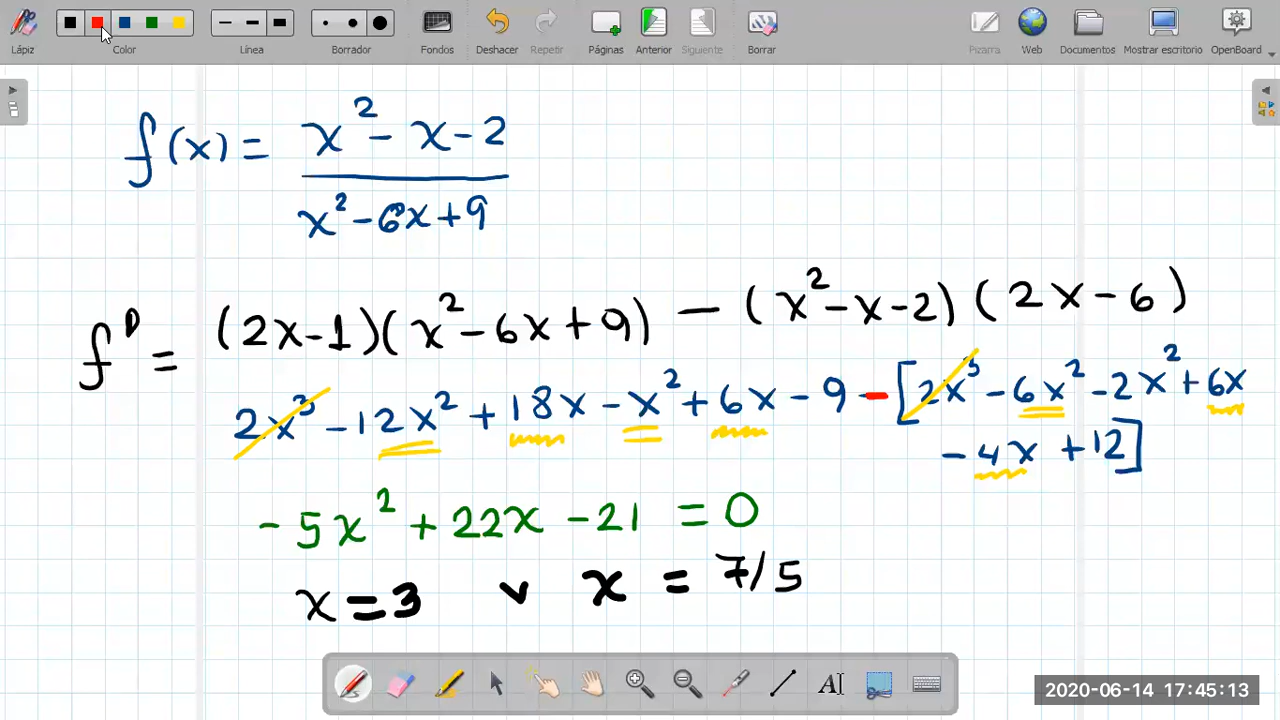 Lápiz Color Línea Borrador Fondos Deshacer Repetir Páginas Anterior Siguiente Borrar Pizarra Web Documentos Mostrar escritorio OpenBoard
f(x) = x² - x - 2
x² - 6x + 9
f' = (2x-1)(x² - 6x + 9) - (x² - x - 2)(2x - 6)
2x³ - 12x² + 18x - x² + 6x - 9 - [2x³ - 6x² - 2x² + 6x
- 4x + 12]
- 5x² + 22x - 21 = 0
x = 3 v x = 7/5
AI
2020-06-14 17:45:13